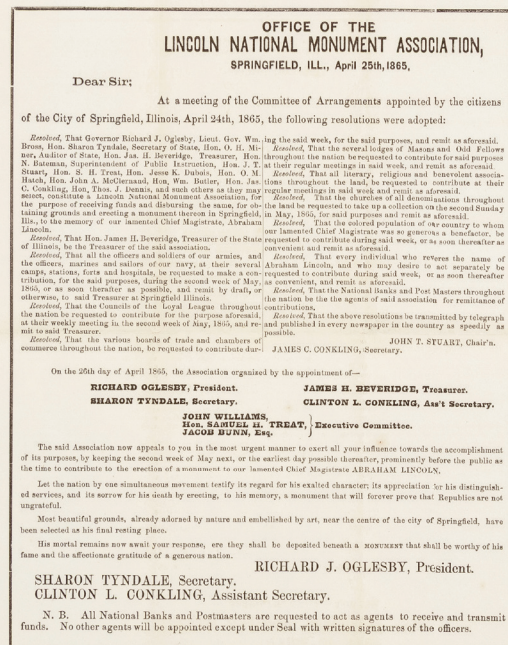 OFFICE OF THE
LINCOLN NATIONAL MONUMENT ASSOCIATION,
SPRINGFIELD, ILL., April 25th, 1865,
Dear Sir;
At a meeting of the Committee of Arrangements appointed by the citizens
of the City of Springfield, Illinois, April 24th, 1865, the following resolutions were adopted:
Resolved, That Governor Richard J. Oglesby, Lieut. Gov. Wm.
Bross, Hon. Sharon Tyndale, Secretary of State, Hon. O. H. Mi-
ner, Auditor of State, Hon. Jas. H. Beveridge, Treasurer, Hon.
N. Bateman, Superintendent of Public Instruction, Hon. J. T.
Stuart, Hon. S. H. Treat, Hon. Jesse K. Dubois, Hon. O. M.
Hatch, Hon. John A. McClernand, Hon. Wm. Butler, Hon. Jas.
C. Conkling, Hon. Thos. J. Dennis, and such others as they may
select, constitute a Lincoln National Monument Association, for
the purpose of receiving funds and disbursing the same, for ob-
taining grounds and erecting a monument thereon in Springfield,
Ills., to the memory of our lamented Chief Magistrate, Abraham
Lincoln.
Resolved, That Hon. James H. Beveridge, Treasurer of the State
of Illinois, be the Treasurer of the said association.
Resolved, That all the officers and soldiers of our armies, and
the officers, marines and sailors of our navy, at their several
camps, stations, forts and hospitals, be requested to make a con-
tribution, for the said purposes, during the second week of May,
1865, or as soon thereafter as possible, and remit by draft, or
otherwise, to said Treasurer at Springfield Illinois.
Resolved, That the Councils of the Loyal League throughout
the nation be requested to contribute for the purpose aforesaid,
at their weekly meeting in the second week of May, 1865, and re-
mit to said Treasurer.
Resolved, That the various boards of trade and chambers of
commerce throughout the nation, be requested to contribute dur-
ing the said week, for the said purposes, and remit as aforesaid.
Resolved, That the several lodges of Masons and Odd Fellows
throughout the nation be requested to contribute for said purposes
at their regular meetings in said week, and remit as aforesaid.
Resolved, That all literary, religious and benevolent associa-
tions throughout the land, be requested to contribute at their
regular meetings in said week and remit as aforesaid.
Resolved, That the churches of all denominations throughout
the land be requested to take up a collection on the second Sunday
in May, 1865, for said purposes and remit as aforesaid.
Resolved, That the colored population of our country to whom
our lamented Chief Magistrate was so generous a benefactor, be
requested to contribute during said week, or as soon thereafter as
convenient and remit as aforesaid.
Resolved, That every individual who reveres the name of
Abraham Lincoln, and who may desire to act separately be
requested to contribute during said week, or as soon thereafter
as convenient, and remit as aforesaid.
Resolved, That the National Banks and Post Masters throughout
the nation be the the agents of said association for remittance of
contributions.
Resolved, That the above resolutions be transmitted by telegraph
and published in every newspaper in the country as speedily as
possible.
JOHN T. STUART, Chair'n.
JAMES C. CONKLING, Secretary.
On the 26th day of April 1865, the Association organized by the appointment of—
RICHARD OGLESBY, President. JAMES H. BEVERIDGE, Treasurer.
SHARON TYNDALE, Secretary. CLINTON L. CONKLING, Ass't Secretary.
JOHN WILLIAMS,
Hon. SAMUEL H. TREAT, } Executive Committee.
JACOB BUNN, Esq.
The said Association now appeals to you in the most urgent manner to exert all your influence towards the accomplishment
of its purposes, by keeping the second week of May next, or the earliest day possible thereafter, prominently before the public as
the time to contribute to the erection of a monument to our lamented Chief Magistrate ABRAHAM LINCOLN.
Let the nation by one simultaneous movement testify its regard for his exalted character; its appreciation for his distinguish-
ed services, and its sorrow for his death by erecting, to his memory, a monument that will forever prove that Republics are not
ungrateful.
Most beautiful grounds, already adorned by nature and embellished by art, near the centre of the city of Springfield, have
been selected as his final resting place.
His mortal remains now await your response, ere they shall be deposited beneath a MONUMENT that shall be worthy of his
fame and the affectionate gratitude of a generous nation.
RICHARD J. OGLESBY, President.
SHARON TYNDALE, Secretary.
CLINTON L. CONKLING, Assistant Secretary.
N. B. All National Banks and Postmasters are requested to act as agents to receive and transmit
funds. No other agents will be appointed except under Seal with written signatures of the officers.